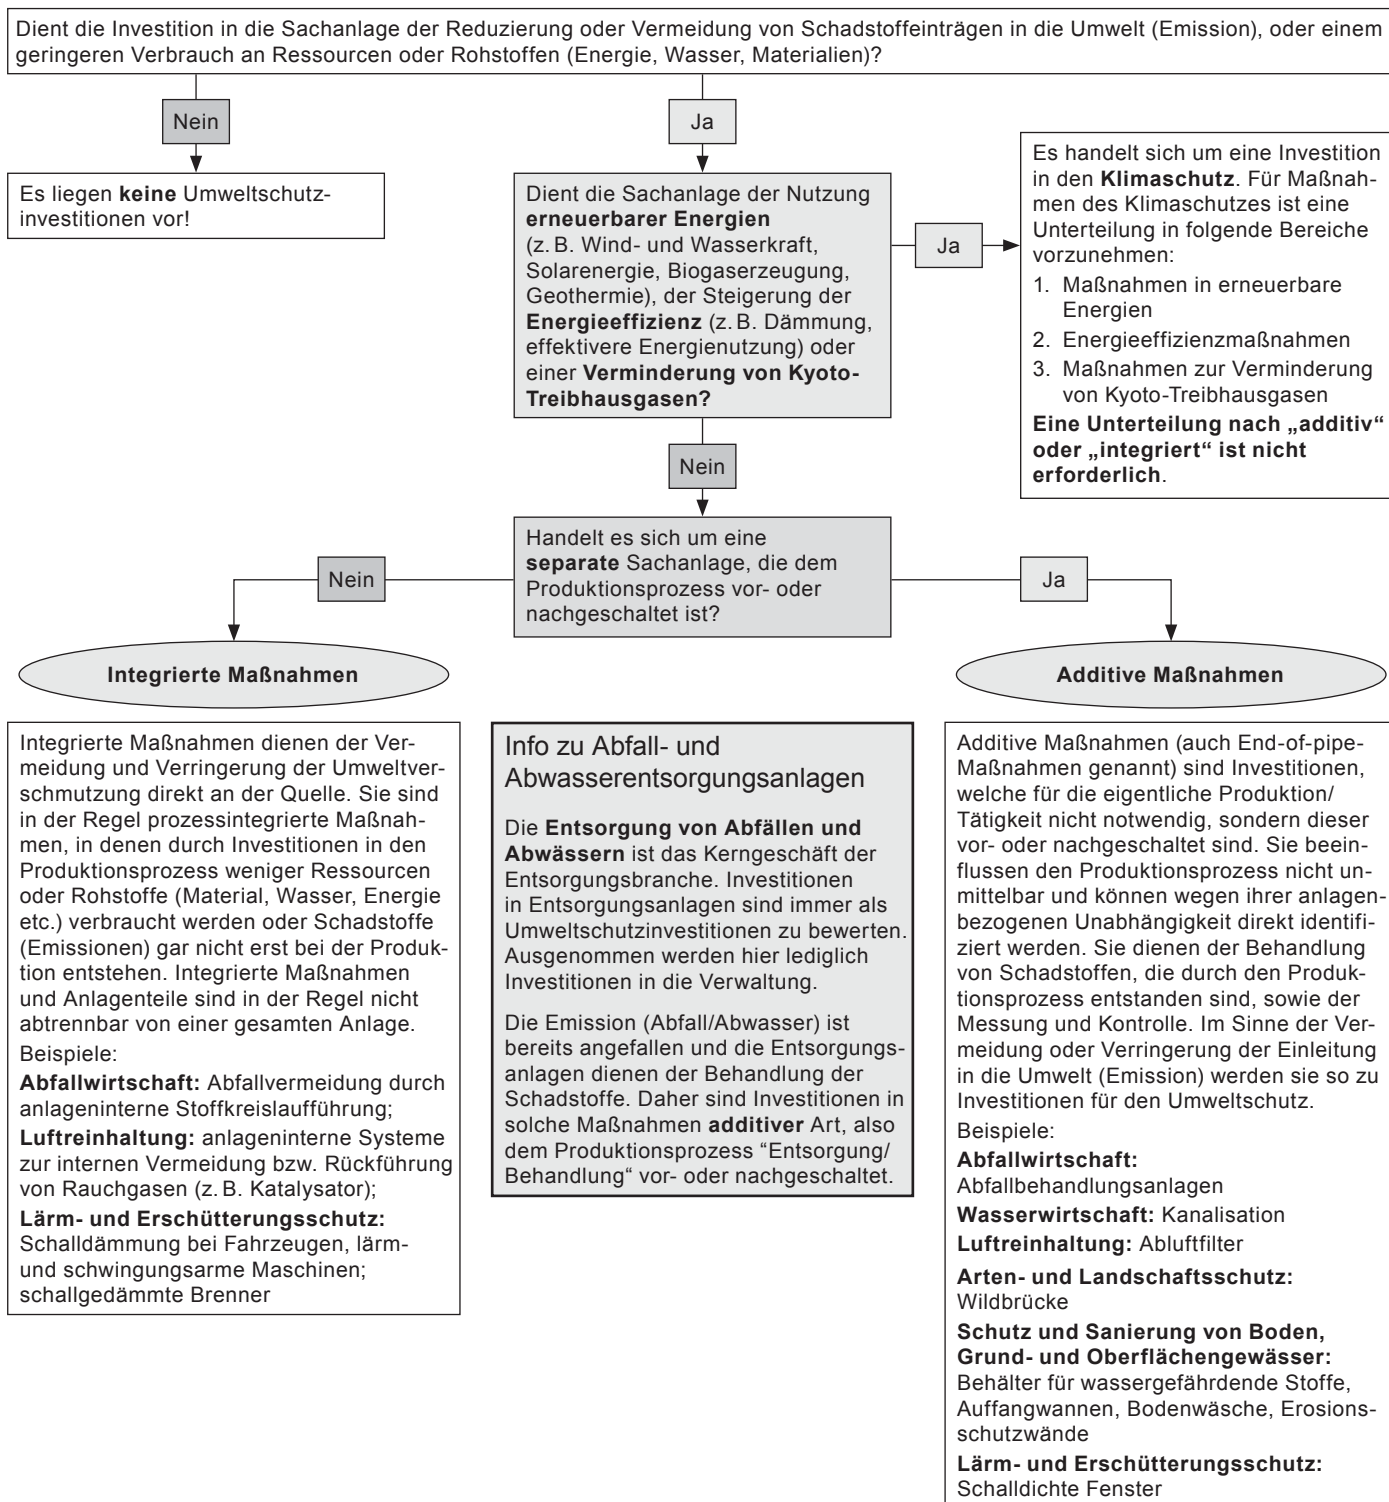 Dient die Investition in die Sachanlage der Reduzierung oder Vermeidung von Schadstoffeinträgen in die Umwelt (Emission), oder einem
geringeren Verbrauch an Ressourcen oder Rohstoffen (Energie, Wasser, Materialien)?
Nein
Ja
Es liegen keine Umweltschutz-
investitionen vor!
Dient die Sachanlage der Nutzung
erneuerbarer Energien
(z. B. Wind- und Wasserkraft,
Solarenergie, Biogaserzeugung,
Geothermie), der Steigerung der
Energieeffizienz (z. B. Dämmung,
effektivere Energienutzung) oder
einer Verminderung von Kyoto-
Treibhausgasen?
Ja
Es handelt sich um eine Investition
in den Klimaschutz. Für Maßnah-
men des Klimaschutzes ist eine
Unterteilung in folgende Bereiche
vorzunehmen:
1. Maßnahmen in erneuerbare
Energien
2. Energieeffizienzmaßnahmen
3. Maßnahmen zur Verminderung
von Kyoto-Treibhausgasen
Eine Unterteilung nach „additiv“
oder „integriert“ ist nicht
erforderlich.
Nein
Handelt es sich um eine
separate Sachanlage, die dem
Produktionsprozess vor- oder
nachgeschaltet ist?
Nein
Ja
Integrierte Maßnahmen
Additive Maßnahmen
Integrierte Maßnahmen dienen der Ver-
meidung und Verringerung der Umweltver-
schmutzung direkt an der Quelle. Sie sind
in der Regel prozessintegrierte Maßnah-
men, in denen durch Investitionen in den
Produktionsprozess weniger Ressourcen
oder Rohstoffe (Material, Wasser, Energie
etc.) verbraucht werden oder Schadstoffe
(Emissionen) gar nicht erst bei der Produk-
tion entstehen. Integrierte Maßnahmen
und Anlagenteile sind in der Regel nicht
abtrennbar von einer gesamten Anlage.
Beispiele:
Abfallwirtschaft: Abfallvermeidung durch
anlageninterne Stoffkreislaufführung;
Luftreinhaltung: anlageninterne Systeme
zur internen Vermeidung bzw. Rückführung
von Rauchgasen (z. B. Katalysator);
Lärm- und Erschütterungsschutz:
Schalldämmung bei Fahrzeugen, lärm-
und schwingungsarme Maschinen;
schallgedämmte Brenner
Info zu Abfall- und
Abwasserentsorgungsanlagen
Die Entsorgung von Abfällen und
Abwässern ist das Kerngeschäft der
Entsorgungsbranche. Investitionen
in Entsorgungsanlagen sind immer als
Umweltschutzinvestitionen zu bewerten.
Ausgenommen werden hier lediglich
Investitionen in die Verwaltung.
Die Emission (Abfall/Abwasser) ist
bereits angefallen und die Entsorgungs-
anlagen dienen der Behandlung der
Schadstoffe. Daher sind Investitionen in
solche Maßnahmen additiver Art, also
dem Produktionsprozess “Entsorgung/
Behandlung“ vor- oder nachgeschaltet.
Additive Maßnahmen (auch End-of-pipe-
Maßnahmen genannt) sind Investitionen,
welche für die eigentliche Produktion/
Tätigkeit nicht notwendig, sondern dieser
vor- oder nachgeschaltet sind. Sie beein-
flussen den Produktionsprozess nicht un-
mittelbar und können wegen ihrer anlagen-
bezogenen Unabhängigkeit direkt identifi-
ziert werden. Sie dienen der Behandlung
von Schadstoffen, die durch den Produk-
tionsprozess entstanden sind, sowie der
Messung und Kontrolle. Im Sinne der Ver-
meidung oder Verringerung der Einleitung
in die Umwelt (Emission) werden sie so zu
Investitionen für den Umweltschutz.
Beispiele:
Abfallwirtschaft:
Abfallbehandlungsanlagen
Wasserwirtschaft: Kanalisation
Luftreinhaltung: Abluftfilter
Arten- und Landschaftsschutz:
Wildbrücke
Schutz und Sanierung von Boden,
Grund- und Oberflächengewässer:
Behälter für wassergefährdende Stoffe,
Auffangwannen, Bodenwäsche, Erosions-
schutzwände
Lärm- und Erschütterungsschutz:
Schalldichte Fenster